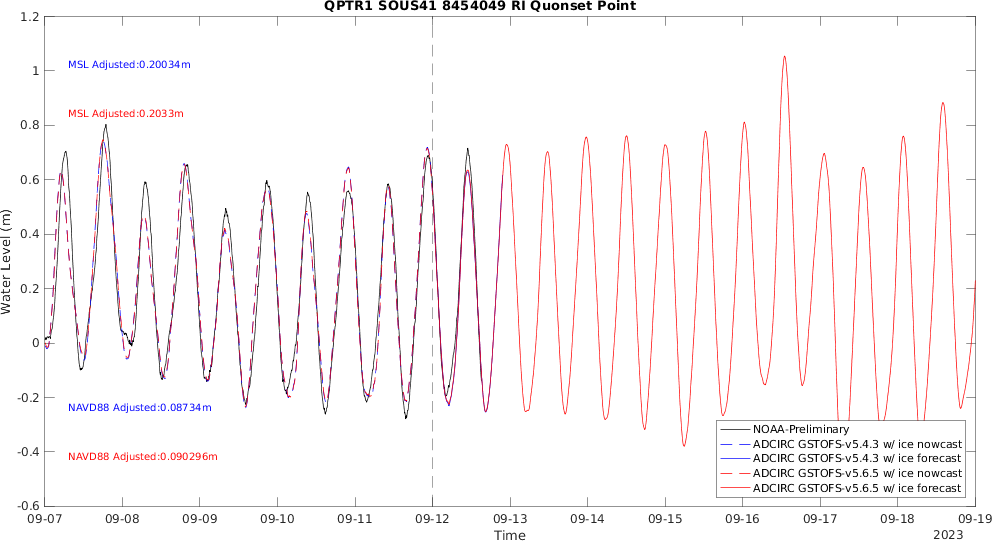 QPTR1 SOUS41 8454049 RI Quonset Point
1.2
1
0.8
0.6
0.4
0.2
0
-0.2
-0.4
-0.6
Water Level (m)
MSL Adjusted:0.20034m
MSL Adjusted:0.2033m
NAVD88 Adjusted:0.08734m
NAVD88 Adjusted:0.090296m
NOAA-Preliminary
ADCIRC GSTOFS-v5.4.3 w/ ice nowcast
ADCIRC GSTOFS-v5.4.3 w/ ice forecast
ADCIRC GSTOFS-v5.6.5 w/ ice nowcast
ADCIRC GSTOFS-v5.6.5 w/ ice forecast
09-07 09-08 09-09 09-10 09-11 09-12 09-13 09-14 09-15 09-16 09-17 09-18 09-19
Time
2023